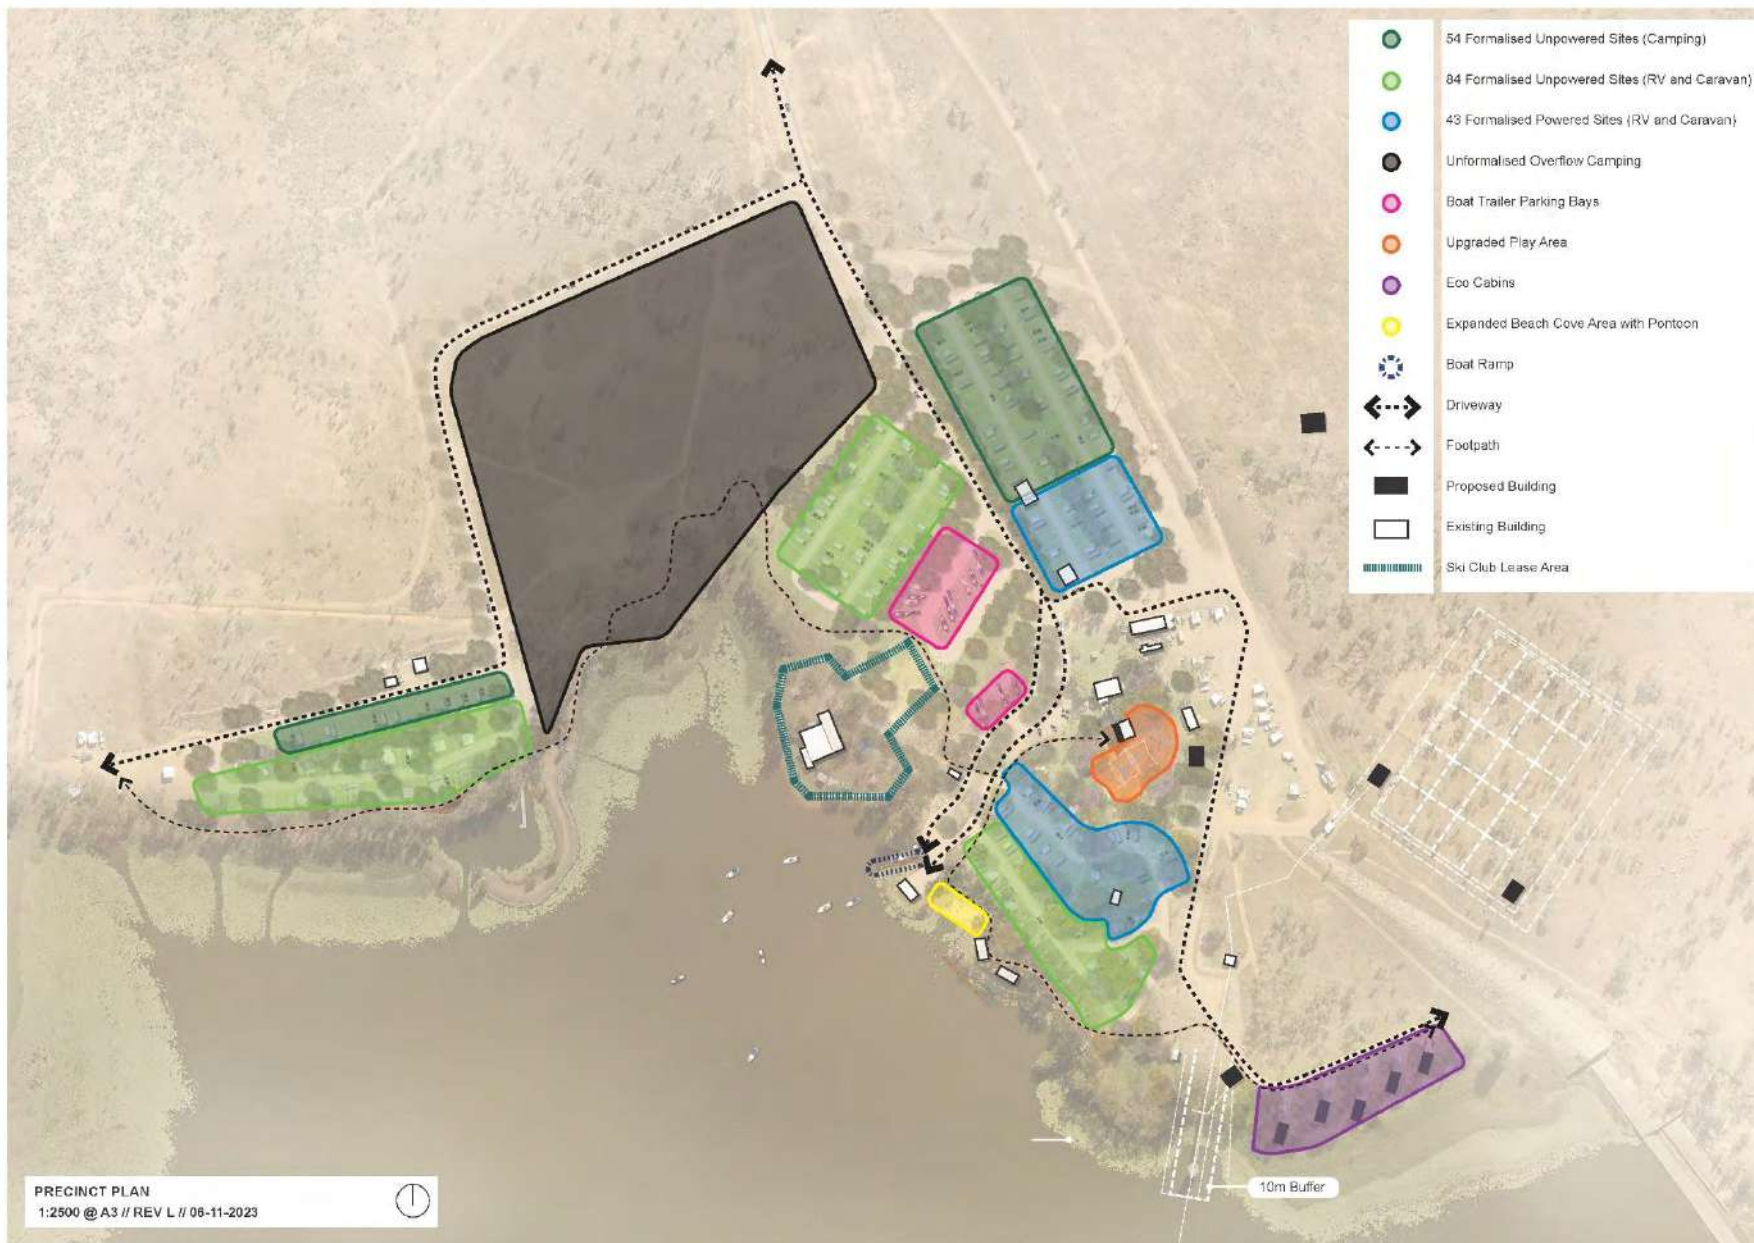 54 Formalised Unpowered Sites (Camping)
84 Formalised Unpowered Sites (RV and Caravan)
43 Formalised Powered Sites (RV and Caravan)
Unformalised Overflow Camping
Boat Trailer Parking Bays
Upgraded Play Area
Eco Cabins
Expanded Beach Cove Area with Pontoon
Boat Ramp
Driveway
Footpath
Proposed Building
Existing Building
Ski Club Lease Area
10m Buffer
PRECINCT PLAN
1:2500 @ A3 // REV L // 06-11-2023